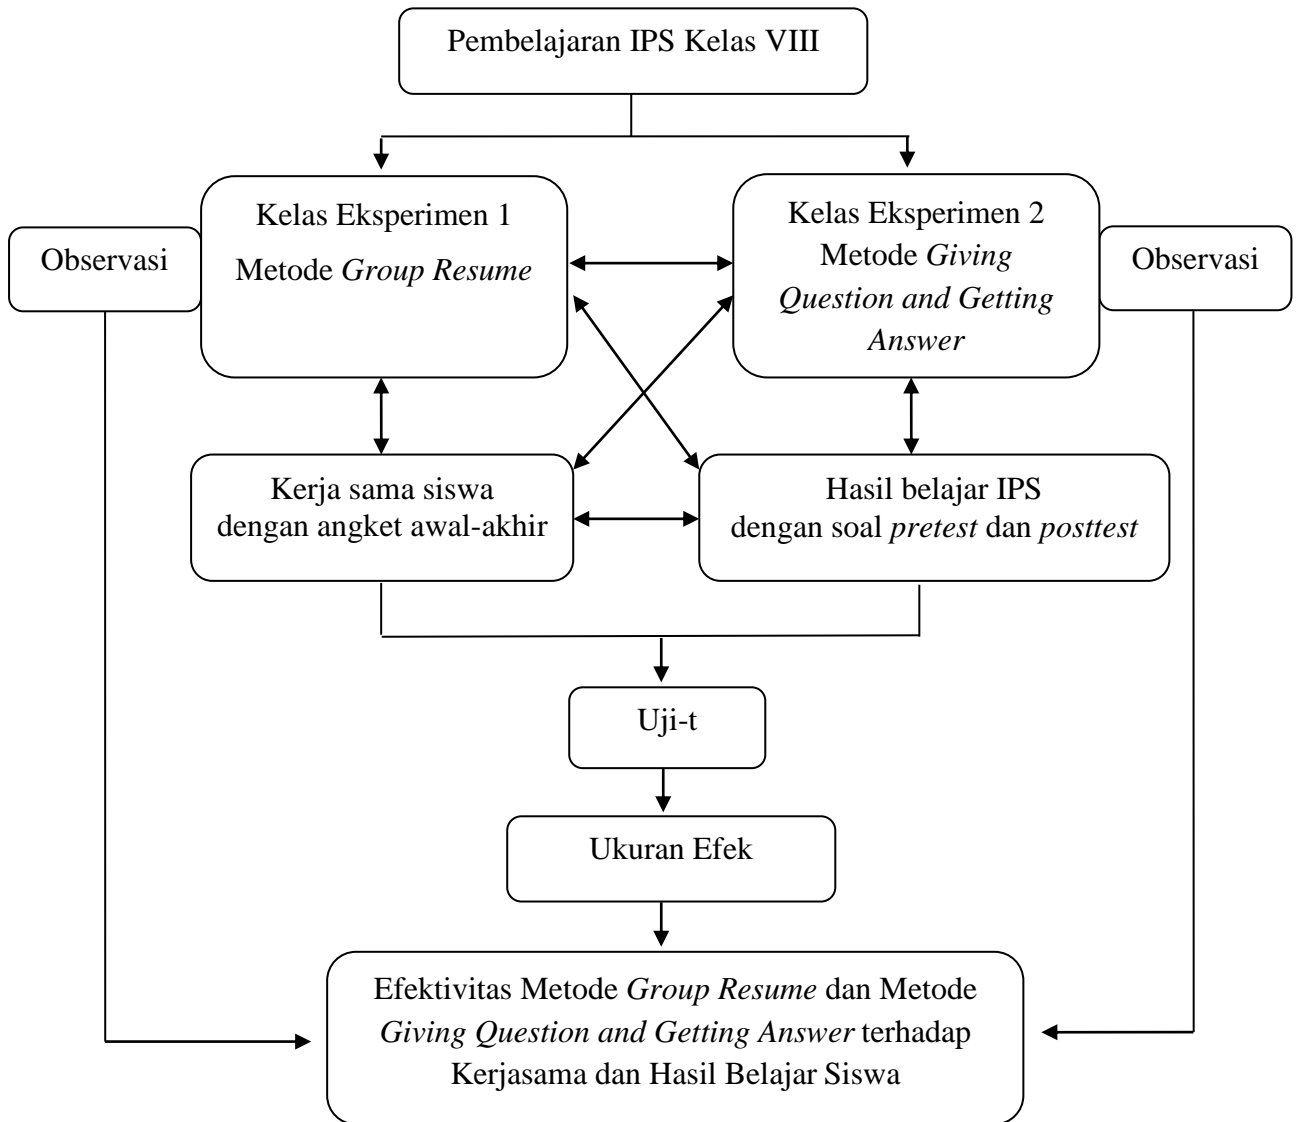 Pembelajaran IPS Kelas VIII
Kelas Eksperimen 1
Metode Group Resume
Kelas Eksperimen 2
Metode Giving
Question and Getting
Answer
Observasi
Observasi
Kerja sama siswa
dengan angket awal-akhir
Hasil belajar IPS
dengan soal pretest dan posttest
Uji-t
Ukuran Efek
Efektivitas Metode Group Resume dan Metode
Giving Question and Getting Answer terhadap
Kerjasama dan Hasil Belajar Siswa